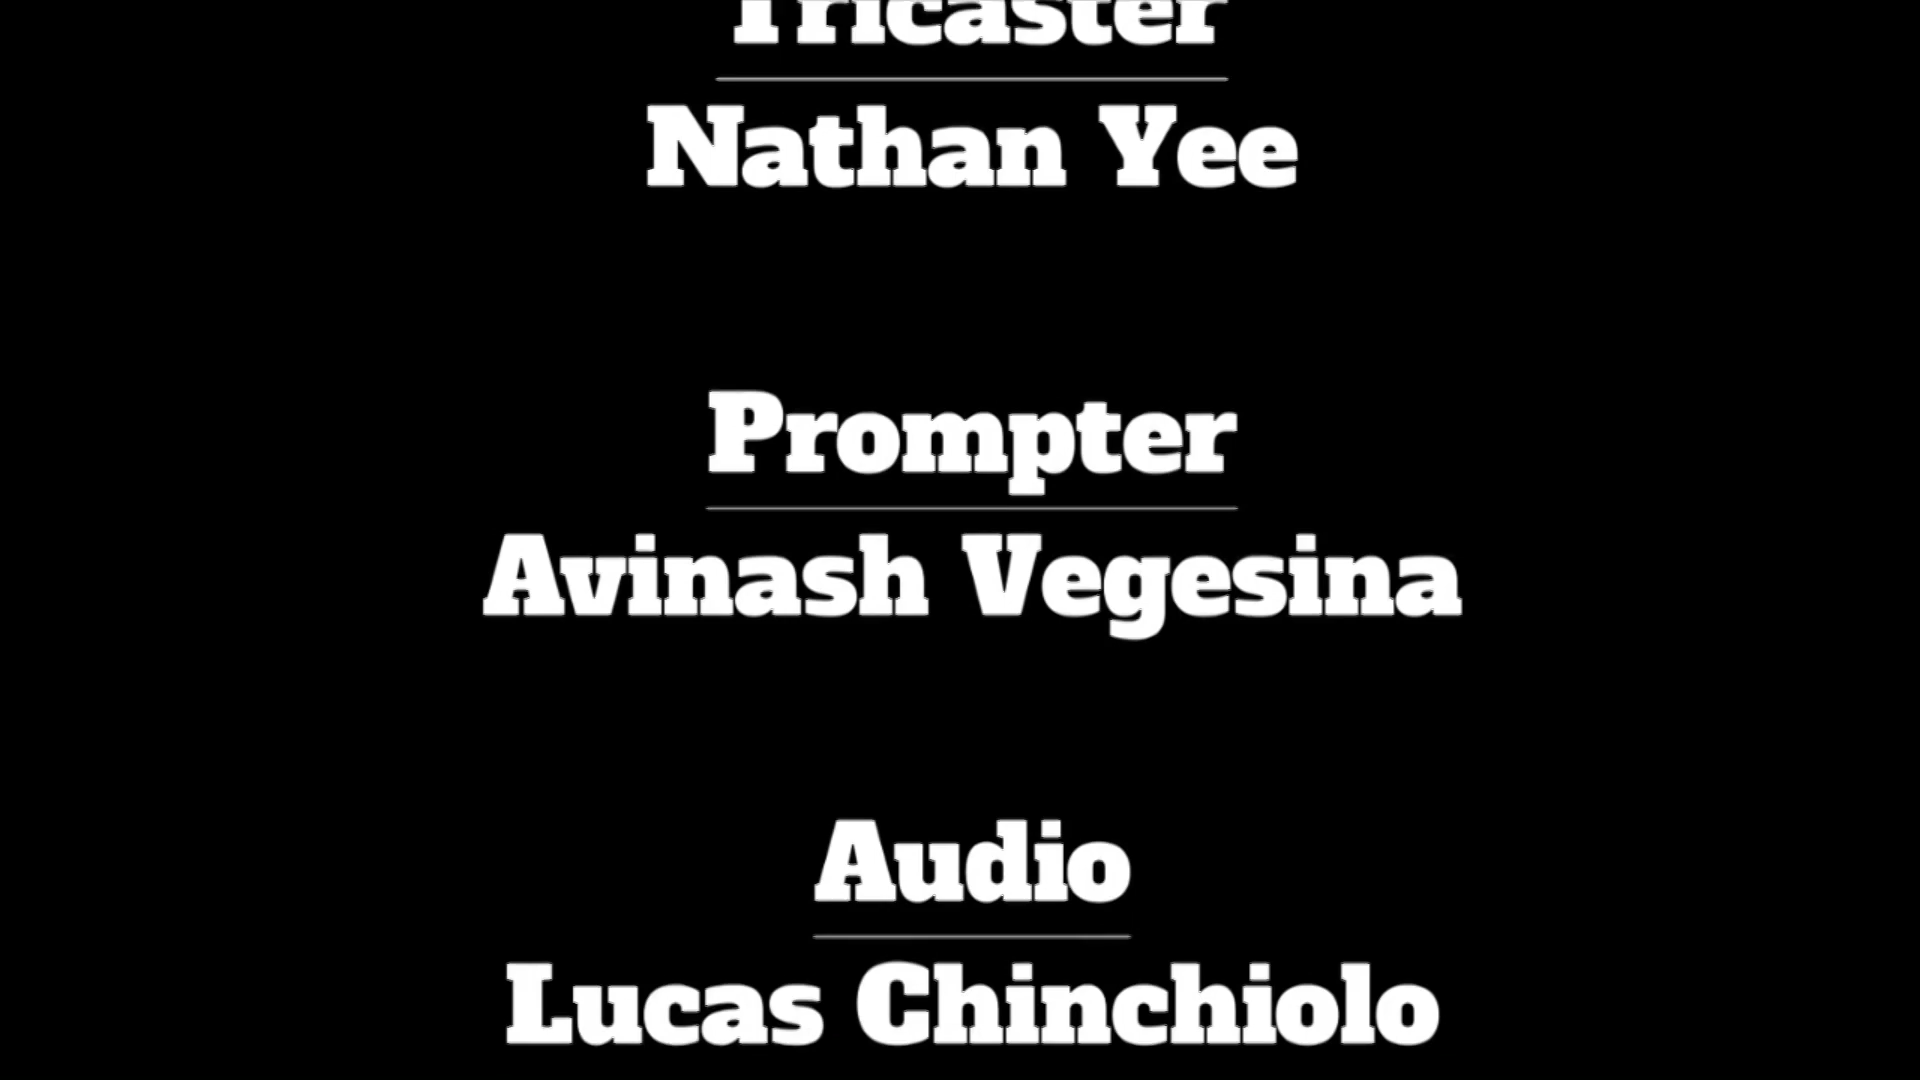 Tricaster
Nathan Yee
Prompter
Avinash Vegesina
Audio
Lucas Chinchiolo